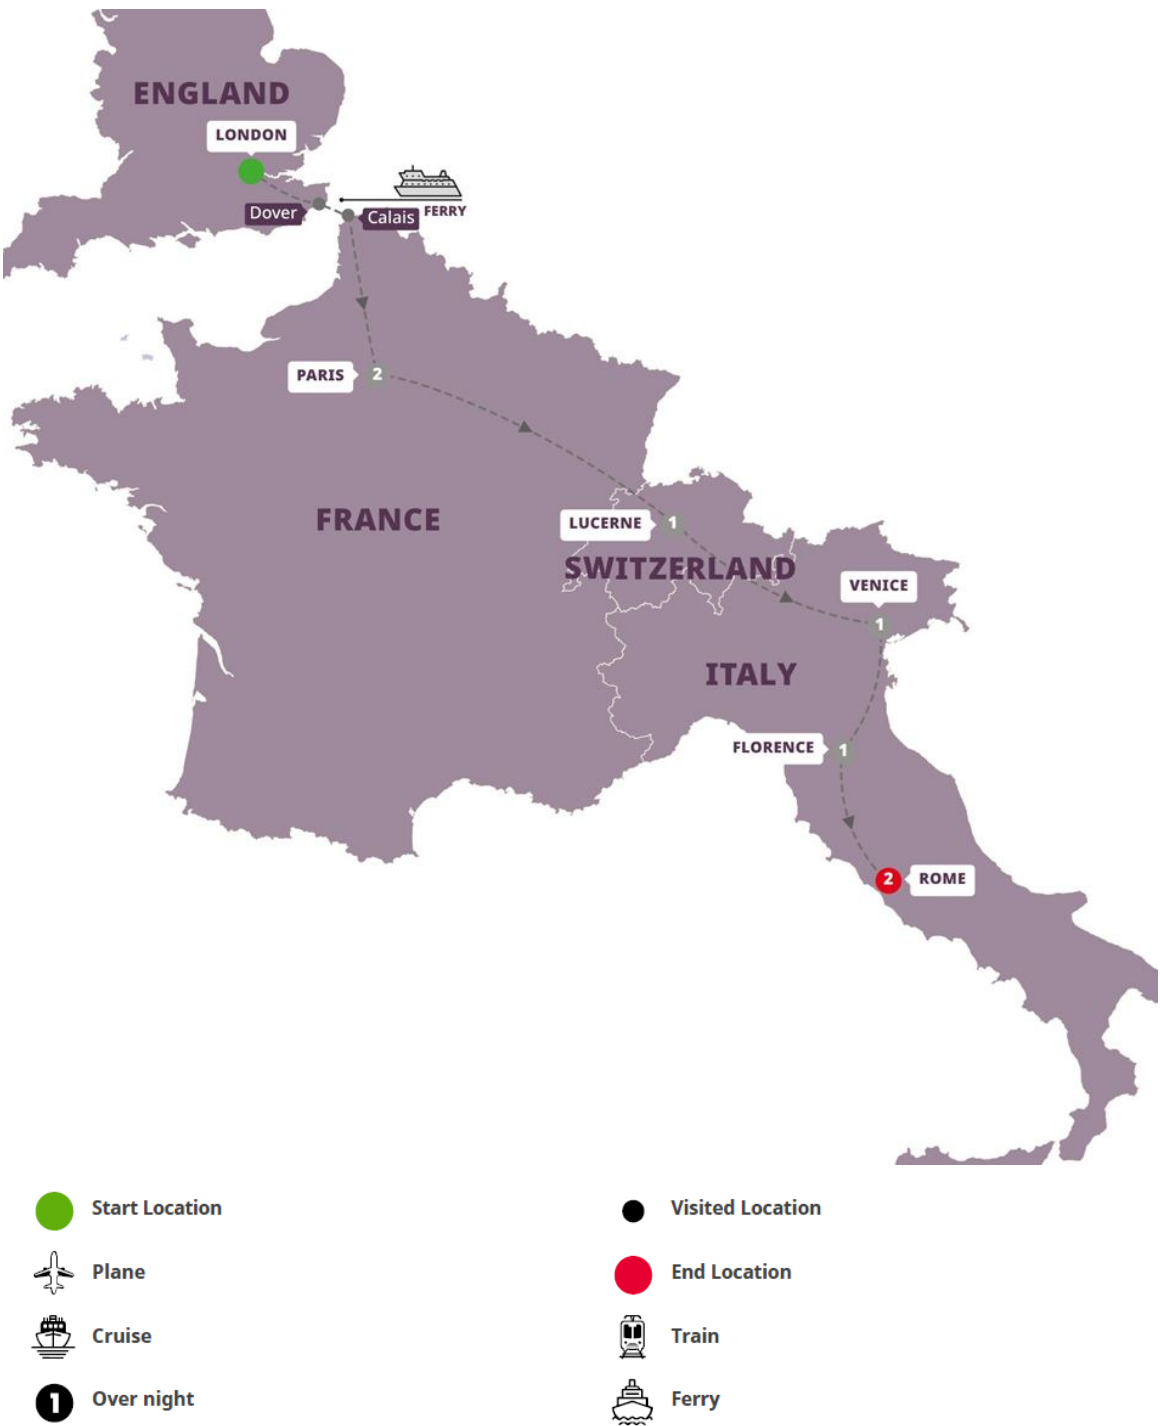 ENGLAND
LONDON
Dover
Calais
FERRY
PARIS
2
FRANCE
LUCERNE
1
SWITZERLAND
VENICE
1
ITALY
FLORENCE
1
2
ROME
Start Location
Visited Location
Plane
End Location
Cruise
Train
1
Over night
Ferry